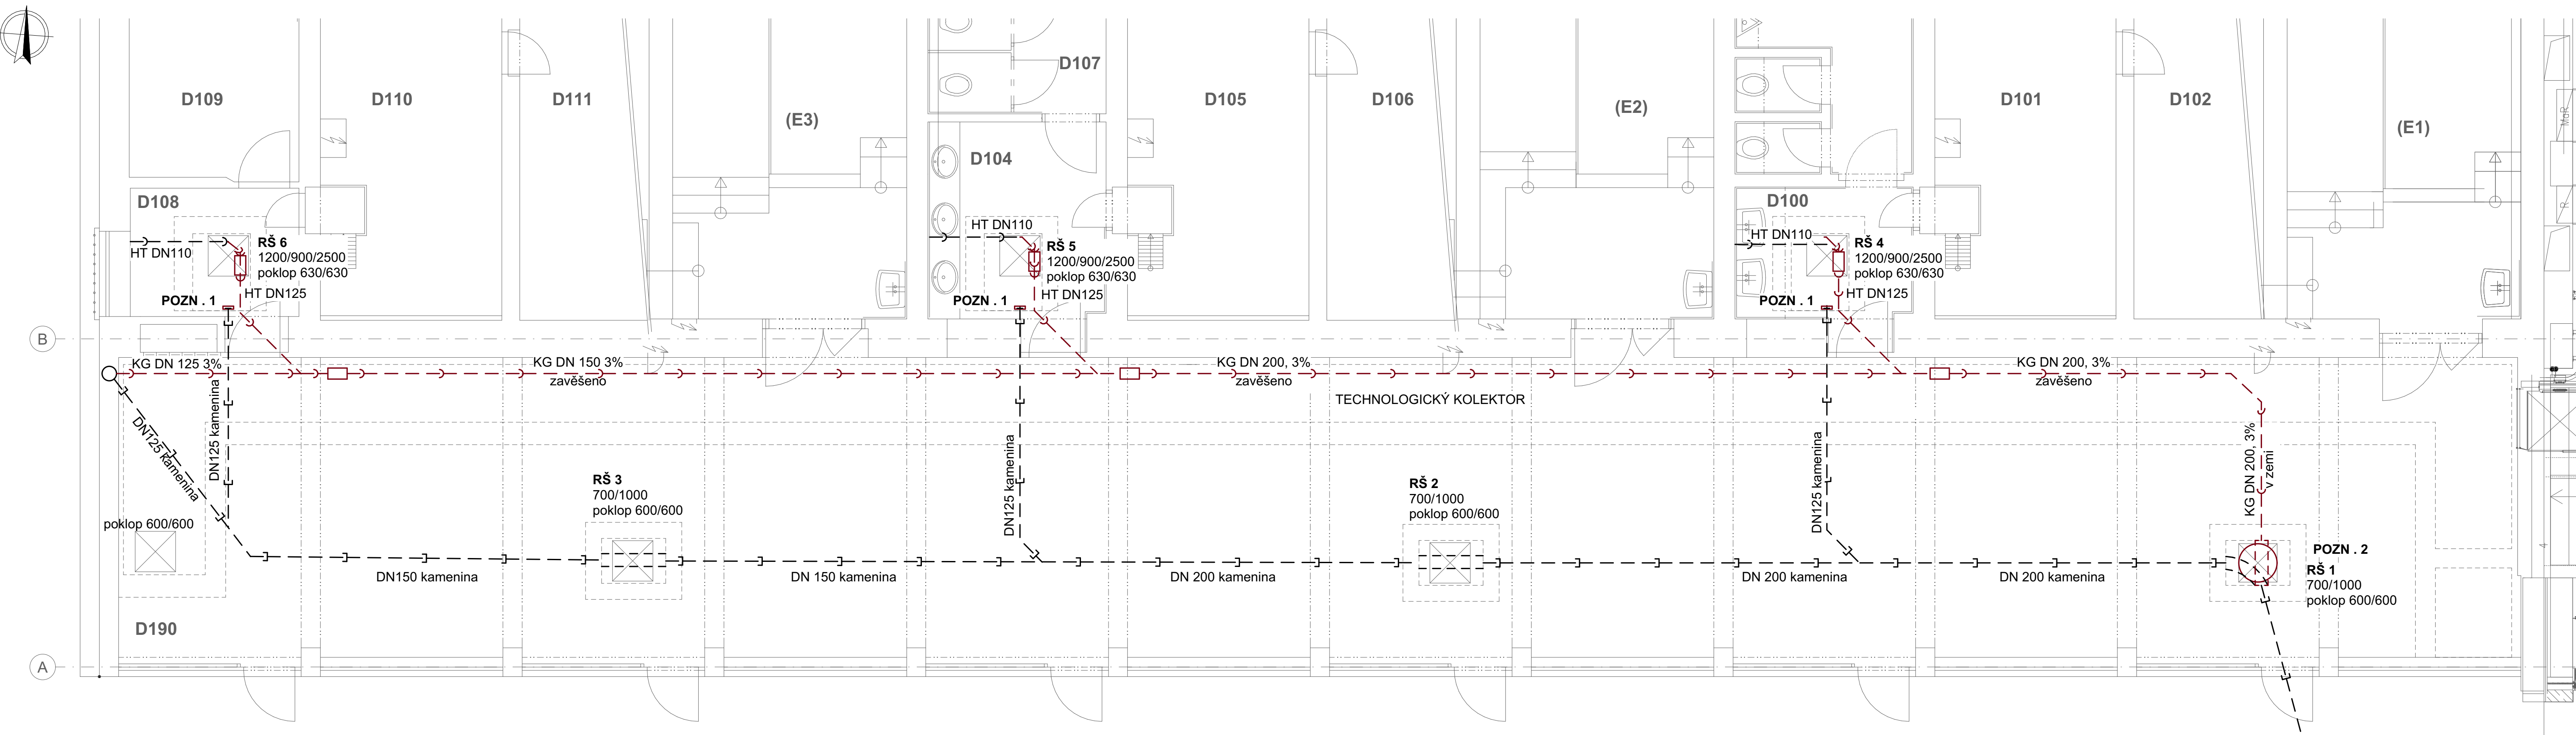 D109
D110
D111
(E3)
D107
D104
D105
D106
(E2)
D100
D101
D102
(E1)
MaR
D108
HT DN110
RŠ 6
1200/900/2500
poklop 630/630
HT DN125
POZN . 1
HT DN110
RŠ 5
1200/900/2500
poklop 630/630
HT DN125
POZN . 1
HT DN110
RŠ 4
1200/900/2500
poklop 630/630
HT DN125
POZN . 1
B
KG DN 125 3%
KG DN 150 3%
zavěšeno
KG DN 200, 3%
zavěšeno
KG DN 200, 3%
zavěšeno
TECHNOLOGICKÝ KOLEKTOR
DN125 kamenina
DN125 kamenina
DN125 kamenina
DN125 kamenina
KG DN 200, 3%
v zemi
poklop 600/600
RŠ 3
700/1000
poklop 600/600
RŠ 2
700/1000
poklop 600/600
POZN . 2
RŠ 1
700/1000
poklop 600/600
DN150 kamenina
DN 150 kamenina
DN 200 kamenina
DN 200 kamenina
DN 200 kamenina
D190
A